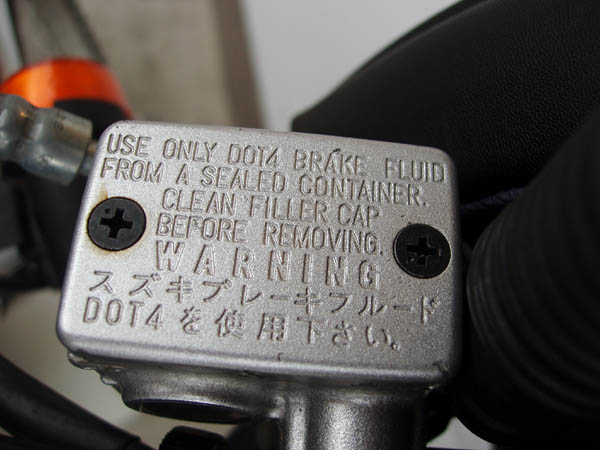 USE ONLY DOT4 BRAKE FLUID
FROM A SEALED CONTAINER.
CLEAN FILLER CAP
BEFORE REMOVING.
WARNING
スズキブレーキフルード
DOT4を使用下さい。